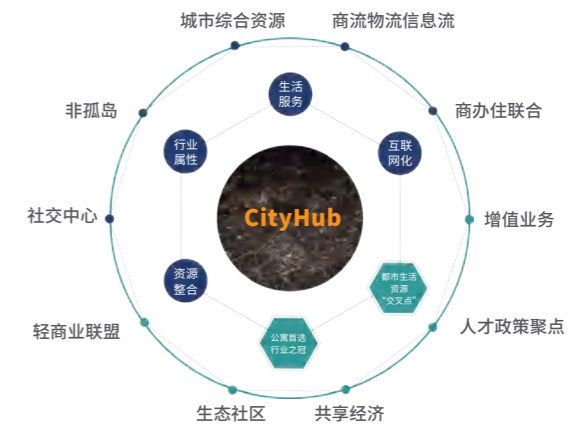 城市综合资源
商流物流信息流
非孤岛
商办住联合
生活
服务
行业
属性
互联
网化
社交中心
CityHub
增值业务
资源
整合
都市生活
资源
“交叉点”
轻商业联盟
人才政策聚点
公寓首选
行业之冠
生态社区
共享经济